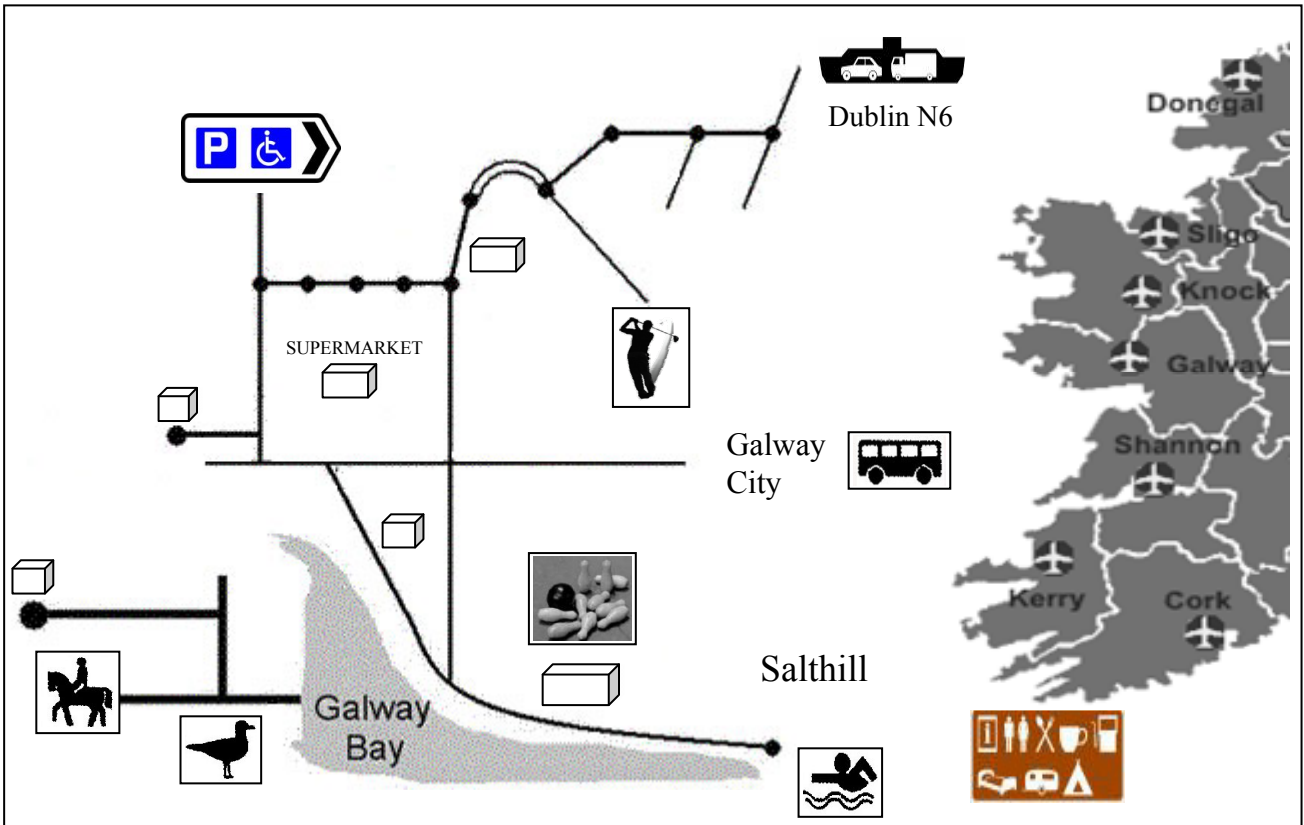 Dublin N6
P
SUPERMARKET
Galway
City
Galway
Bay
Salthill
Donegal
Sligo
Knock
Galway
Shannon
Kerry
Cork
i